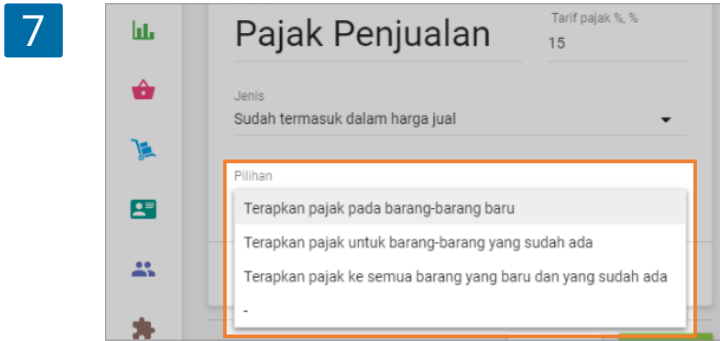 7
Pajak Penjualan
Tarif pajak %, %
15
Jenis
Sudah termasuk dalam harga jual
Pilihan
Terapkan pajak pada barang-barang baru
Terapkan pajak untuk barang-barang yang sudah ada
Terapkan pajak ke semua barang yang baru dan yang sudah ada
-